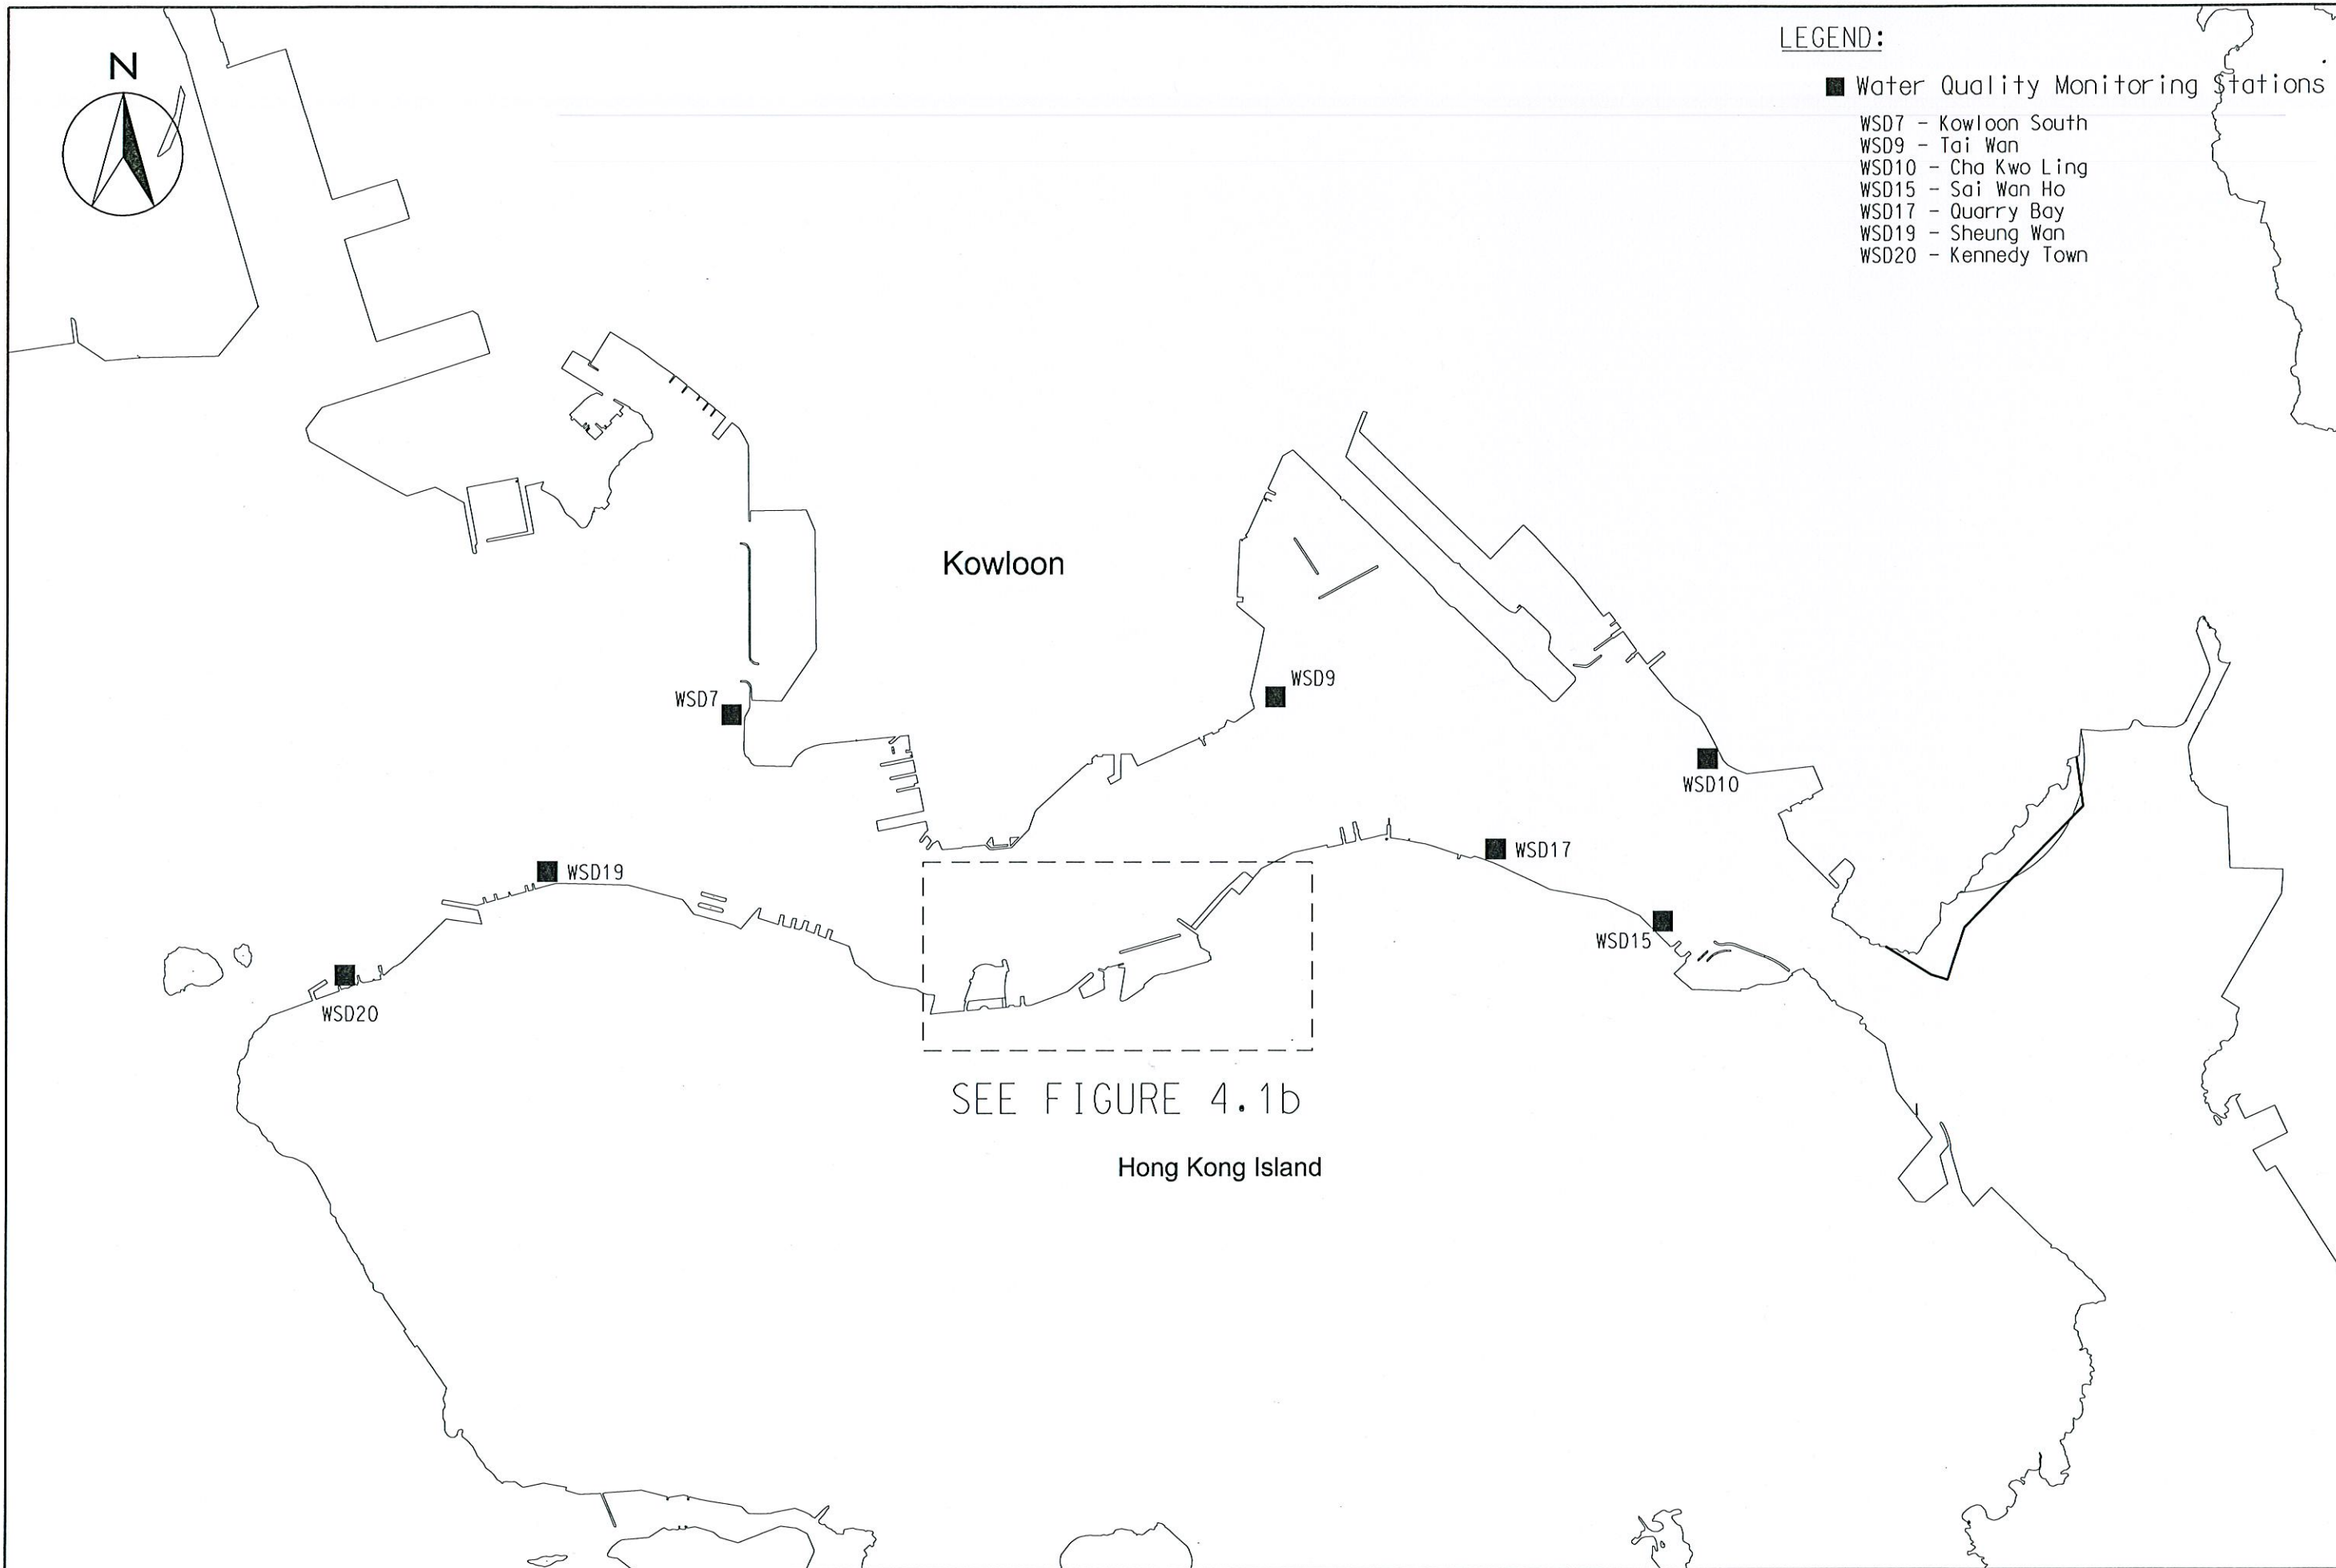 LEGEND:
N
Water Quality Monitoring Stations
WSD7 - Kowloon South
WSD9 - Tai Wan
WSD10 - Cha Kwo Ling
WSD15 - Sai Wan Ho
WSD17 - Quarry Bay
WSD19 - Sheung Wan
WSD20 - Kennedy Town
Kowloon
WSD9
WSD7
WSD10
WSD17
WSD19
WSD15
WSD20
SEE FIGURE 4.1b
Hong Kong Island